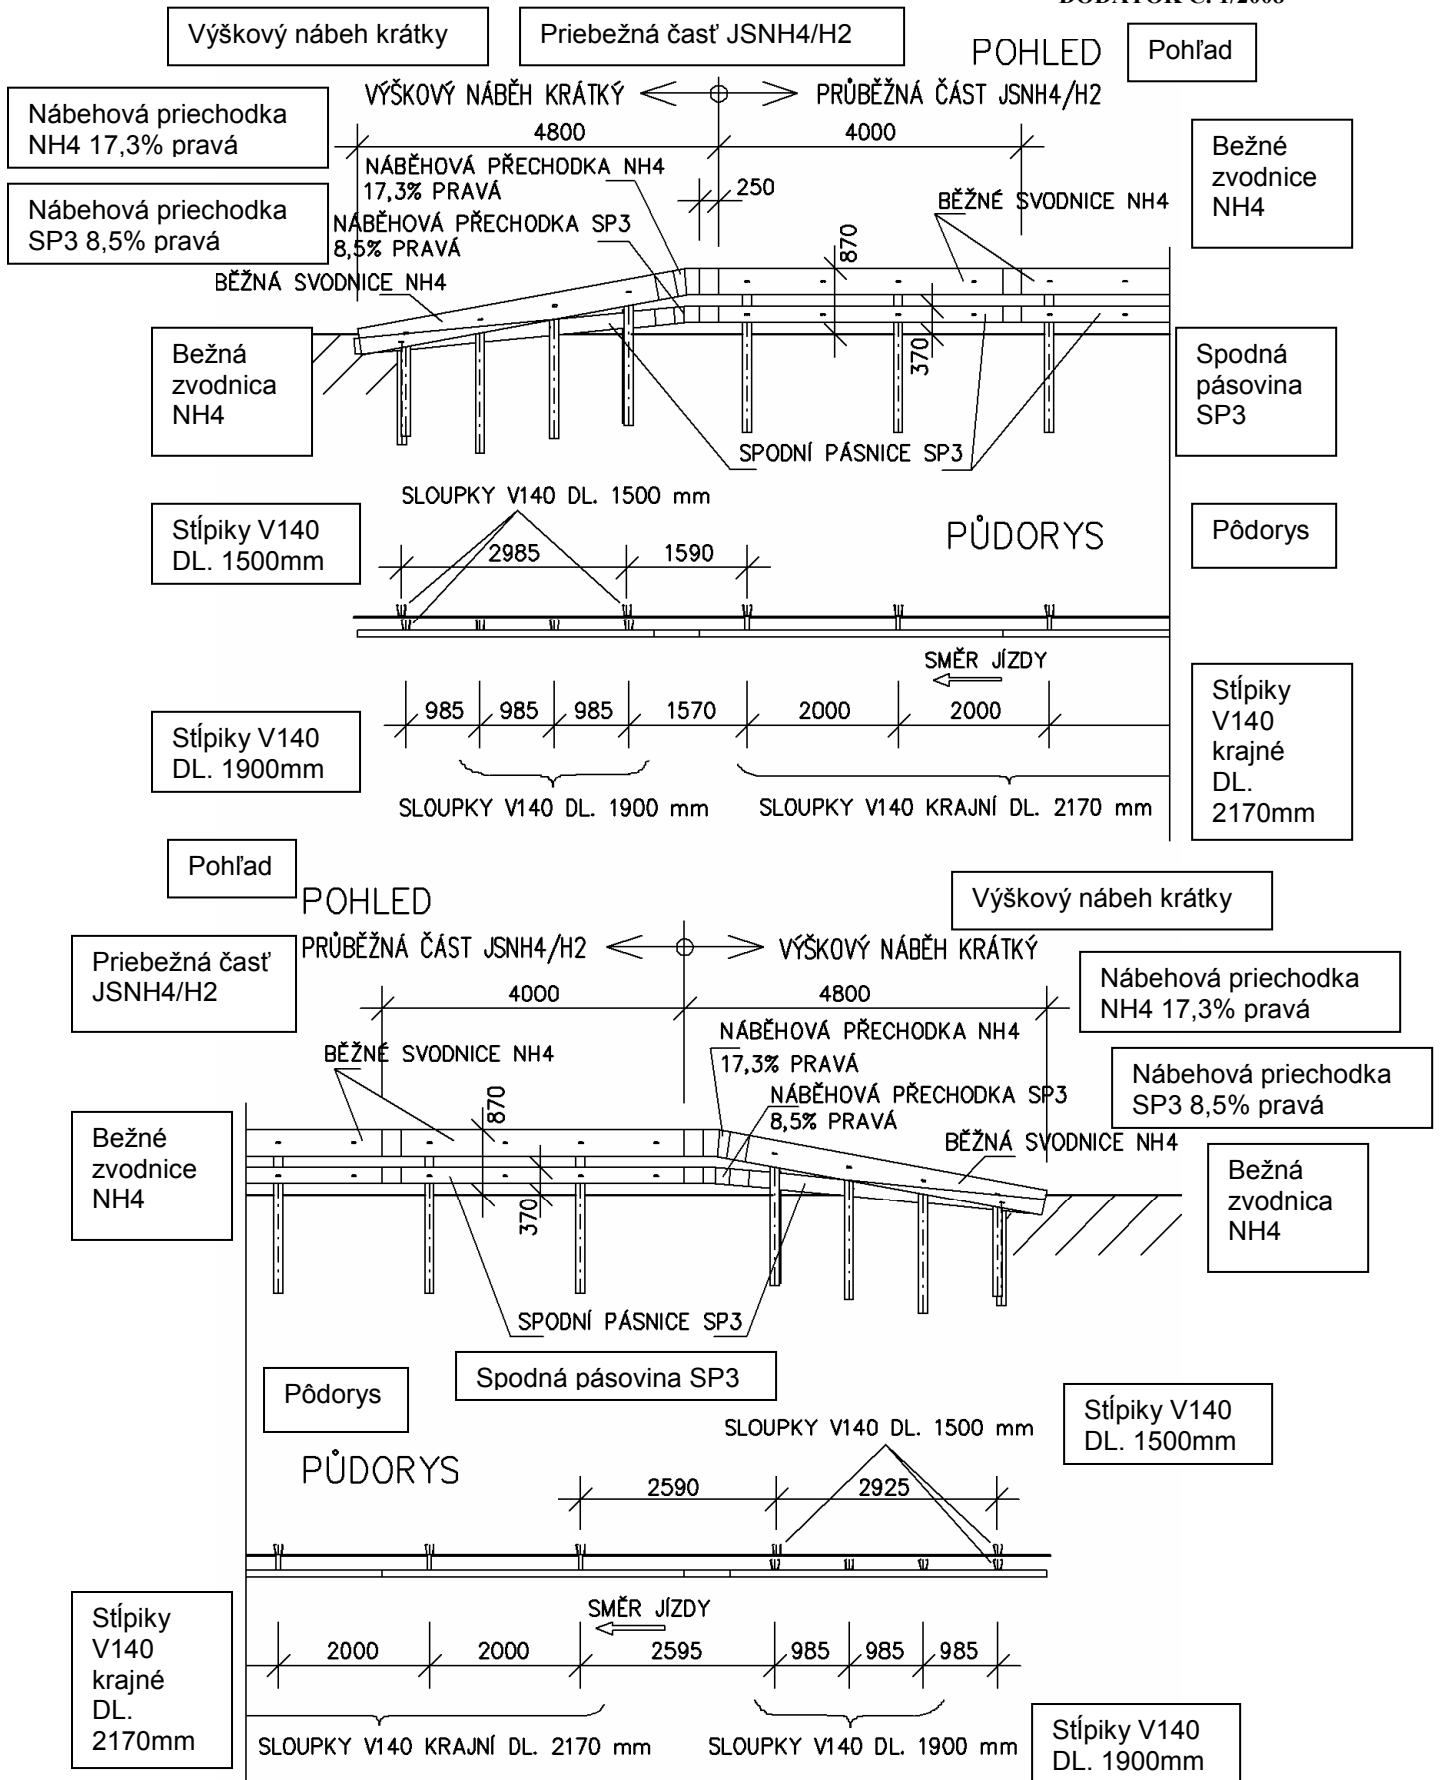 DODATOK Č. 1/2008
Výškový nábeh krátky
Priebežná časť JSNH4/H2
POHLED
Pohľad
VÝŠKOVÝ NÁBĚH KRÁTKÝ
PRŮBĚŽNÁ ČÁST JSNH4/H2
Nábehová priechodka
NH4 17,3% pravá
4800
4000
Bežné
zvodnice
NH4
NÁBĚHOVÁ PŘECHODKA NH4
17,3% PRAVÁ
250
BĚŽNÉ SVODNICE NH4
Nábehová priechodka
SP3 8,5% pravá
NÁBĚHOVÁ PŘECHODKA SP3
8,5% PRAVÁ
870
BĚŽNÁ SVODNICE NH4
370
Bežná
zvodnica
NH4
Spodná
pásovina
SP3
SPODNÍ PÁSNICE SP3
SLOUPKY V140 DL. 1500 mm
Stĺpiky V140
DL. 1500mm
PŮDORYS
Pôdorys
2985
1590
SMĚR JÍZDY
985
985
985
1570
2000
2000
Stĺpiky V140
DL. 1900mm
Stĺpiky
V140
krajné
DL.
2170mm
SLOUPKY V140 DL. 1900 mm
SLOUPKY V140 KRAJNÍ DL. 2170 mm
Pohľad
POHLED
Výškový nábeh krátky
PRŮBĚŽNÁ ČÁST JSNH4/H2
VÝŠKOVÝ NÁBĚH KRÁTKÝ
Priebežná časť
JSNH4/H2
4000
4800
Nábehová priechodka
NH4 17,3% pravá
NÁBĚHOVÁ PŘECHODKA NH4
17,3% PRAVÁ
BĚŽNÉ SVODNICE NH4
NÁBĚHOVÁ PŘECHODKA SP3
8,5% PRAVÁ
Nábehová priechodka
SP3 8,5% pravá
870
BĚŽNÁ SVODNICE NH4
Bežné
zvodnice
NH4
Bežná
zvodnica
NH4
370
SPODNÍ PÁSNICE SP3
Pôdorys
Spodná pásovina SP3
SLOUPKY V140 DL. 1500 mm
Stĺpiky V140
DL. 1500mm
PŮDORYS
2590
2925
SMĚR JÍZDY
Stĺpiky
V140
krajné
DL.
2170mm
2000
2000
2595
985
985
985
SLOUPKY V140 KRAJNÍ DL. 2170 mm
SLOUPKY V140 DL. 1900 mm
Stĺpiky V140
DL. 1900mm